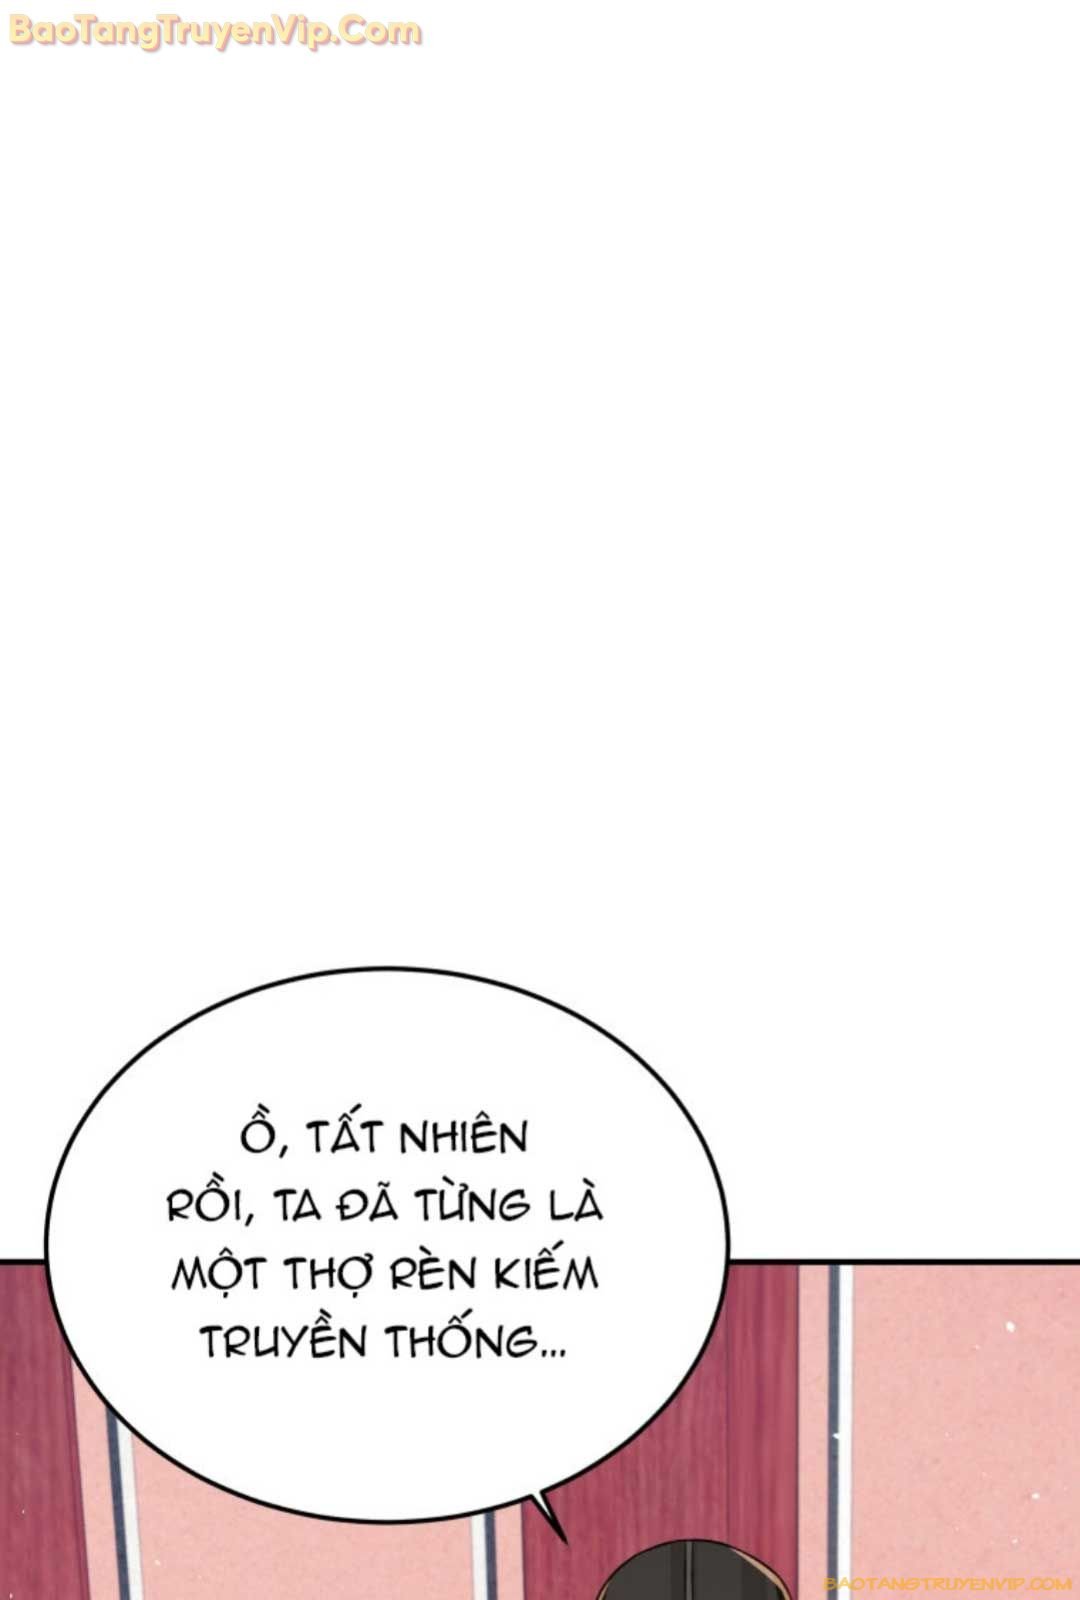 BaoTangTruyenVip.Com
Ồ, TẤT NHIÊN
RỒI, TA ĐÃ TỪNG LÀ
MỘT THỢ RÈN KIẾM
TRUYỀN THỐNG...
BAOTANGTRUYENVIP.COM